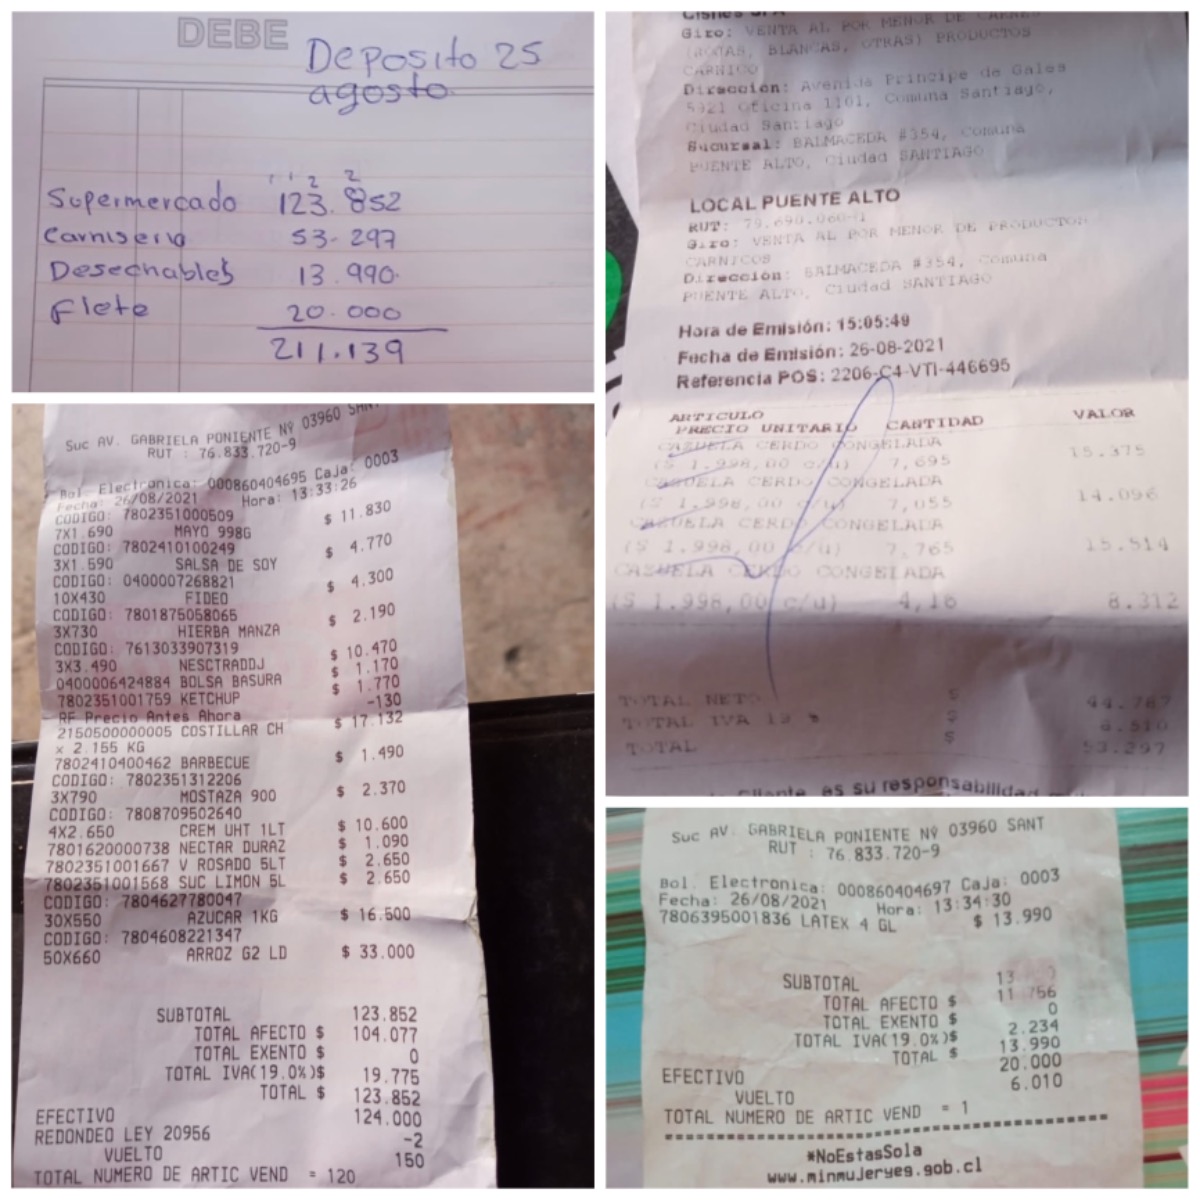 DEBE
Deposito 25
agosto
Supermercado 123.852
Carniseria 53-297
Desechables 13.990
Flete 20.000
211.139
Giro: VENTA AL POR MENOR DE CARNES
(ROJAS, BLANCAS, OTRAS) PRODUCTOS
CARNICO
Dirección: Avenida Principe de Gales
5921 Oficina 1101, Comuna Santiago,
Ciudad Santiago
Sucursal: BALMACEDA #354, Comuna
PUENTE ALTO, Ciudad SANTIAGO
LOCAL PUENTE ALTO
RUT: 79.690.060-
Giro: VENTA AL POR MENOR DE PRODUCTOS
CARNICOS
Dirección: BALMACEDA #354, Comuna
PUENTE ALTO, Ciudad SANTIAGO
Hora de Emisión: 15:05:49
Fecha de Emisión: 26-08-2021
Referencia POS: 2206-C4-VTI-446695
ARTICULO
PRECIO UNITARIO CANTIDAD VALOR
CAZUELA CERDO CONGELADA
($ 1.998,00 c/u) 7,695 15.375
CAZUELA CERDO CONGELADA
($ 1.998,00 c/u) 7,055 14.096
CAZUELA CERDO CONGELADA
($ 1.998,00 c/u) 7,765 15.514
CAZUELA CERDO CONGELADA
($ 1.998,00 c/u) 4,16 8.312
TOTAL NETO $ 44.787
TOTAL IVA 19 % $ 8.510
TOTAL $ 53.297
Cliente, es su responsabilidad
Suc AV. GABRIELA PONIENTE Nº 03960 SANT
RUT : 76.833.720-9
Bol. Electronica: 000860404695 Caja: 0003
Fecha: 26/08/2021 Hora: 13:33:26
CODIGO: 7802351000509
7X1.690 MAYO 998G $ 11.830
CODIGO: 7802410100249
3X1.590 SALSA DE SOY $ 4.770
CODIGO: 0400007268821
10X430 FIDEO $ 4.300
CODIGO: 7801875058065
3X730 HIERBA MANZA $ 2.190
CODIGO: 7613033907319
3X3.490 NESCTRADDJ $ 10.470
0400006424884 BOLSA BASURA $ 1.170
7802351001759 KETCHUP $ 1.770
RF Precio Antes Ahora -130
2150500000005 COSTILLAR CH $ 17.132
x 2.155 KG
7802410400462 BARBECUE $ 1.490
CODIGO: 7802351312206
3X790 MOSTAZA 900 $ 2.370
CODIGO: 7808709502640
4X2.650 CREM UHT 1LT $ 10.600
7801620000738 NECTAR DURAZ $ 1.090
7802351001667 V ROSADO 5LT $ 2.650
7802351001568 SUC LIMON 5L $ 2.650
CODIGO: 7804627780047
30X550 AZUCAR 1KG $ 16.500
CODIGO: 7804608221347
50X660 ARROZ G2 LD $ 33.000
SUBTOTAL 123.852
TOTAL AFECTO $ 104.077
TOTAL EXENTO $ 0
TOTAL IVA(19.0%)$ 19.775
TOTAL $ 123.852
EFECTIVO 124.000
REDONDEO LEY 20956 -2
VUELTO 150
TOTAL NUMERO DE ARTIC VEND = 120
Suc AV. GABRIELA PONIENTE Nº 03960 SANT
RUT : 76.833.720-9
Bol. Electronica: 000860404697 Caja: 0003
Fecha: 26/08/2021 Hora: 13:34:30
7806395001836 LATEX 4 GL $ 13.990
SUBTOTAL 13
TOTAL AFECTO $ 11 756
TOTAL EXENTO $ 0
TOTAL IVA(19.0%)$ 2.234
TOTAL $ 13.990
EFECTIVO 20.000
VUELTO 6.010
TOTAL NUMERO DE ARTIC VEND = 1
*NoEstasSola
www.minmujeryeg.gob.cl